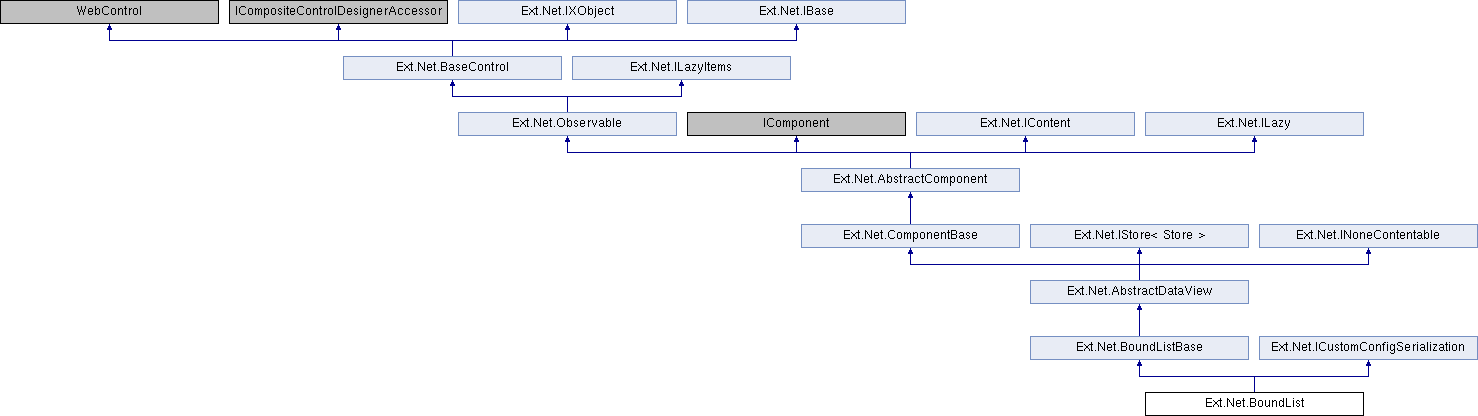 WebControl
ICompositeControlDesignerAccessor
Ext.Net.IXObject
Ext.Net.IBase
Ext.Net.BaseControl
Ext.Net.ILazyItems
Ext.Net.Observable
IComponent
Ext.Net.IContent
Ext.Net.ILazy
Ext.Net.AbstractComponent
Ext.Net.ComponentBase
Ext.Net.IStore< Store >
Ext.Net.INoneContentable
Ext.Net.AbstractDataView
Ext.Net.BoundListBase
Ext.Net.ICustomConfigSerialization
Ext.Net.BoundList